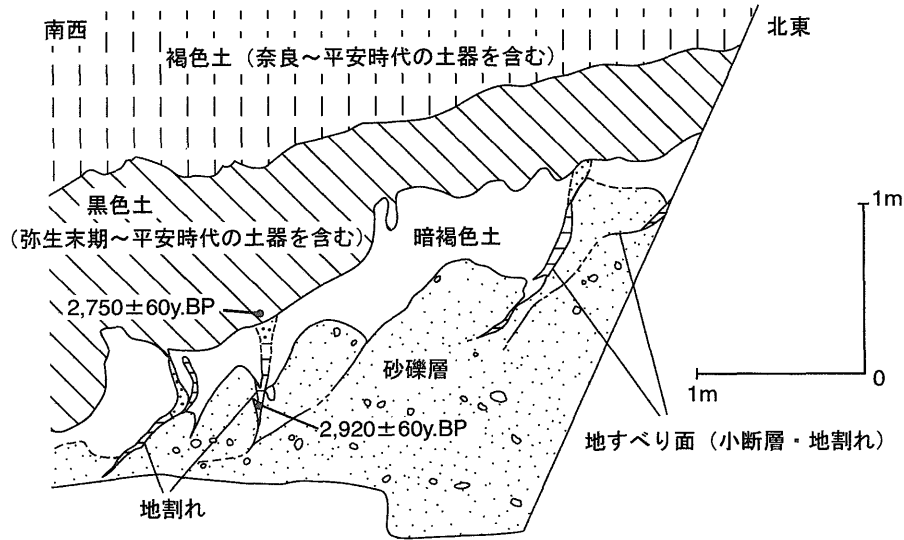 南西
北東
褐色土（奈良～平安時代の土器を含む）
黒色土
（弥生末期～平安時代の土器を含む）
暗褐色土
1m
2,750±60y.BP
砂礫層
0
1m
2,920±60y.BP
地すべり面（小断層・地割れ）
地割れ